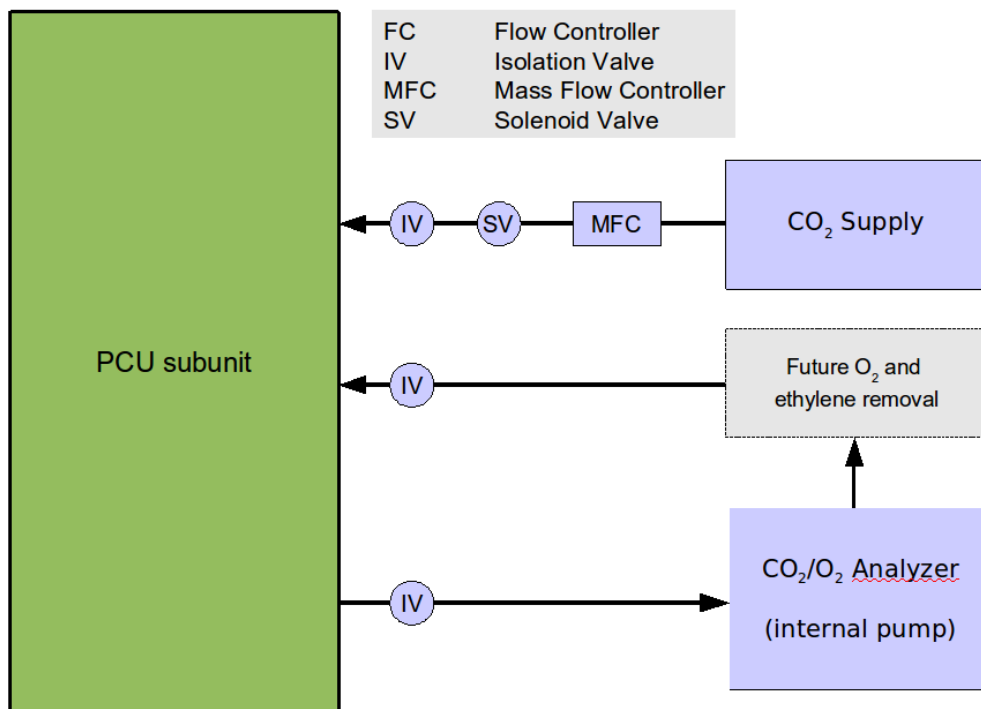 FC Flow Controller
IV Isolation Valve
MFC Mass Flow Controller
SV Solenoid Valve
IV SV MFC CO₂ Supply
PCU subunit
IV
Future O₂ and
ethylene removal
IV
CO₂/O₂ Analyzer
(internal pump)